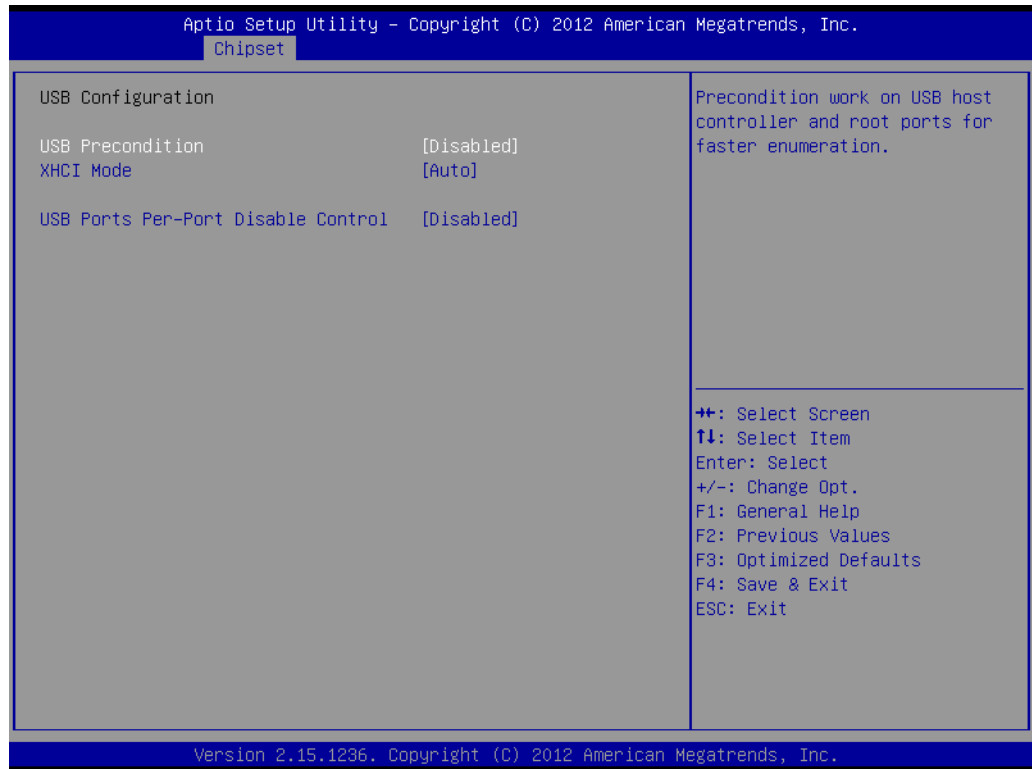 Aptio Setup Utility – Copyright (C) 2012 American Megatrends, Inc.
Chipset
USB Configuration
USB Precondition [Disabled]
XHCI Mode [Auto]
USB Ports Per-Port Disable Control [Disabled]
Precondition work on USB host
controller and root ports for
faster enumeration.
→←: Select Screen
↑↓: Select Item
Enter: Select
+/-: Change Opt.
F1: General Help
F2: Previous Values
F3: Optimized Defaults
F4: Save & Exit
ESC: Exit
Version 2.15.1236. Copyright (C) 2012 American Megatrends, Inc.